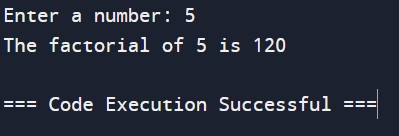 Enter a number: 5
The factorial of 5 is 120
=== Code Execution Successful ===